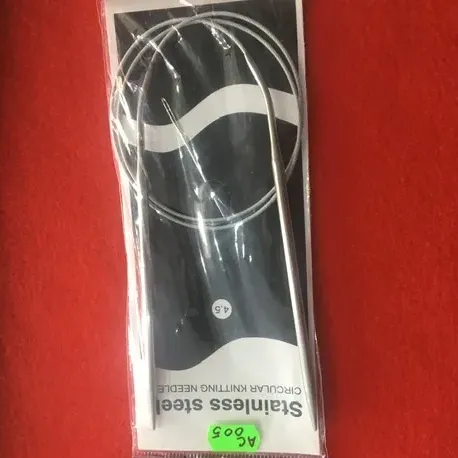 AC
005
Stainless steel
CIRCULAR KNITTING NEEDLE
4.5